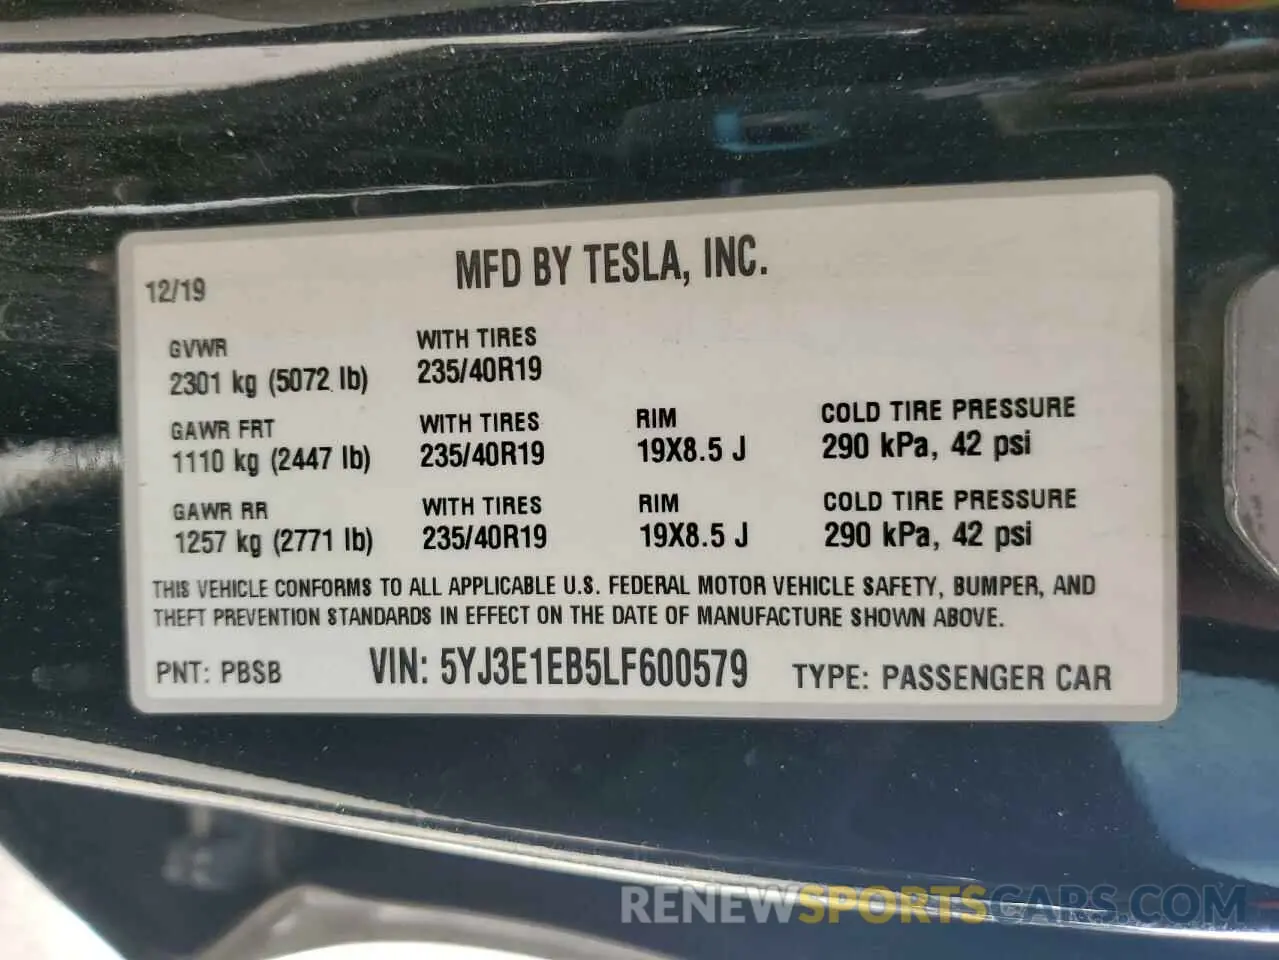 MFD BY TESLA, INC.
12/19
GVWR
2301 kg (5072 lb)
WITH TIRES
235/40R19
GAWR FRT
1110 kg (2447 lb)
WITH TIRES
235/40R19
RIM
19X8.5 J
COLD TIRE PRESSURE
290 kPa, 42 psi
GAWR RR
1257 kg (2771 lb)
WITH TIRES
235/40R19
RIM
19X8.5 J
COLD TIRE PRESSURE
290 kPa, 42 psi
THIS VEHICLE CONFORMS TO ALL APPLICABLE U.S. FEDERAL MOTOR VEHICLE SAFETY, BUMPER, AND
THEFT PREVENTION STANDARDS IN EFFECT ON THE DATE OF MANUFACTURE SHOWN ABOVE.
PNT: PBSB
VIN: 5YJ3E1EB5LF600579
TYPE: PASSENGER CAR
RENEWSPORTSCARS.COM